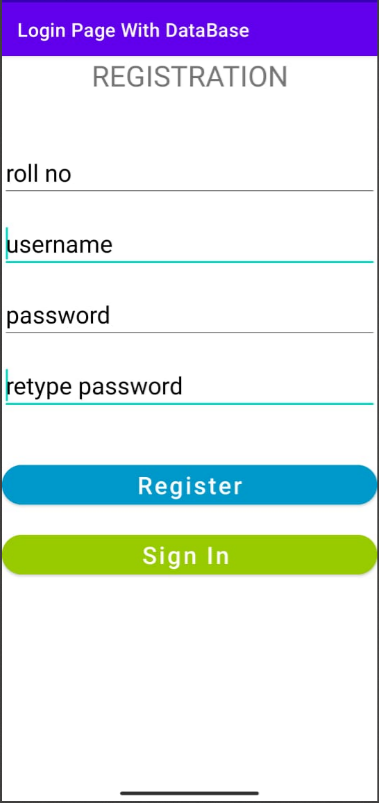 Login Page With DataBase
REGISTRATION
roll no
username
password
retype password
Register
Sign In